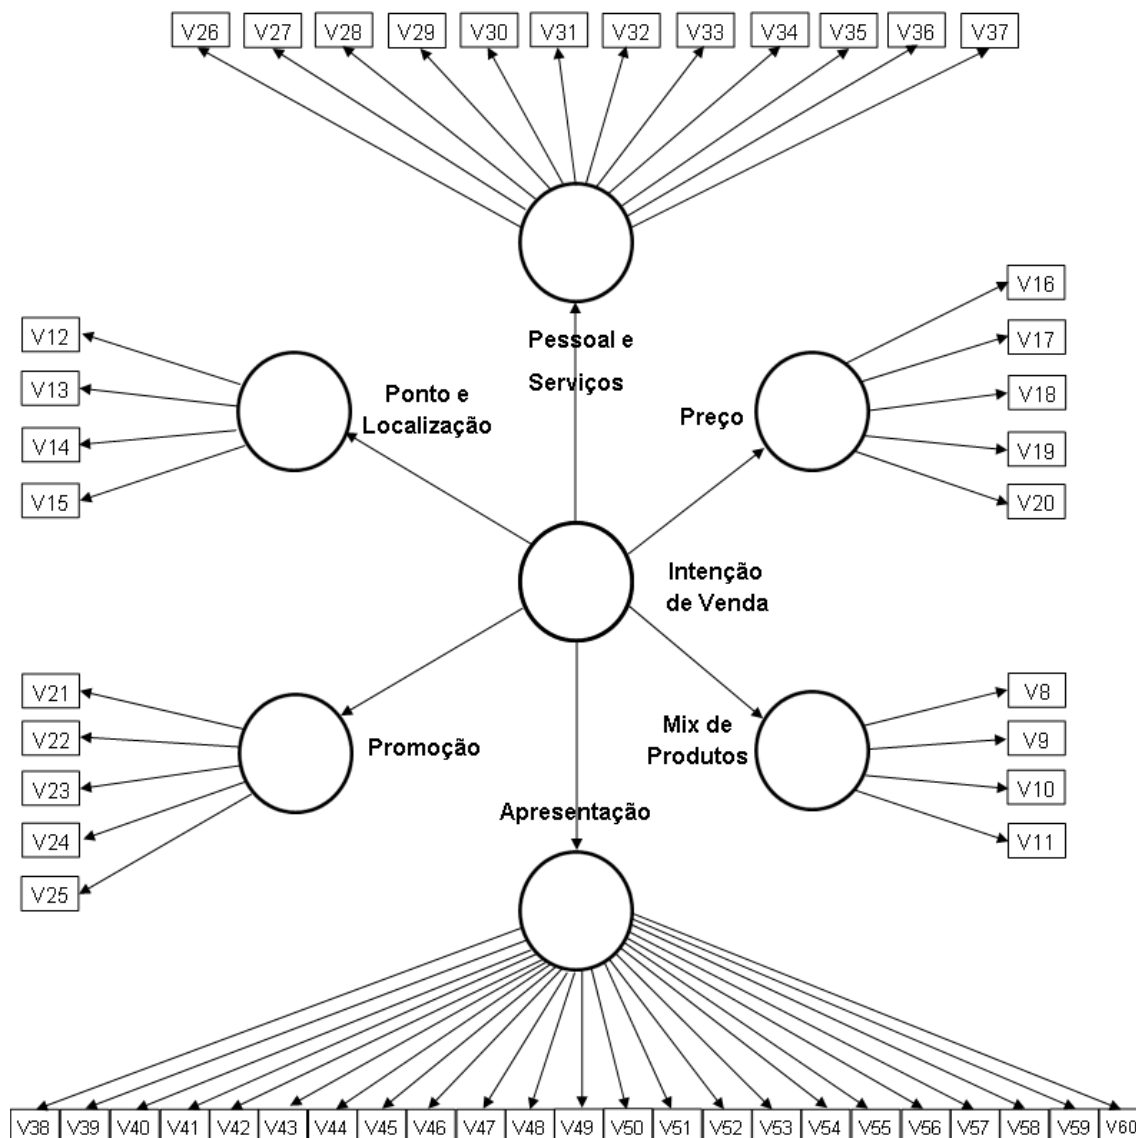 V26 V27 V28 V29 V30 V31 V32 V33 V34 V35 V36 V37
Pessoal e
Serviços
V12
V13
V14
V15
Ponto e
Localização
Preço
V16
V17
V18
V19
V20
Intenção
de Venda
V21
V22
V23
V24
V25
Promoção
Mix de
Produtos
V8
V9
V10
V11
Apresentação
V38 V39 V40 V41 V42 V43 V44 V45 V46 V47 V48 V49 V50 V51 V52 V53 V54 V55 V56 V57 V58 V59 V60